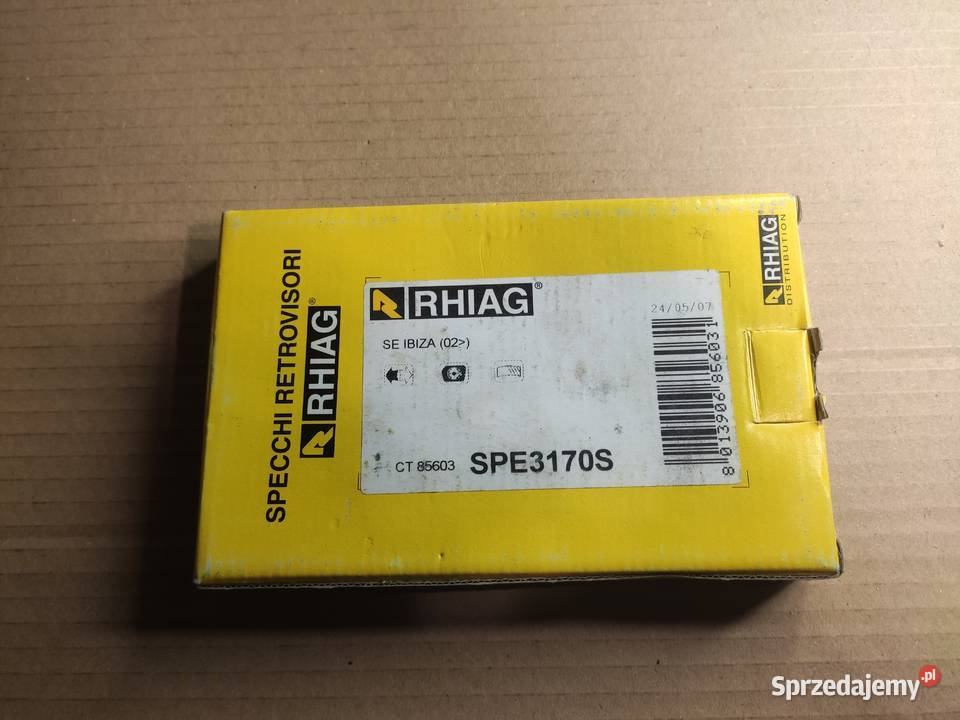 SPECCHI RETROVISORI
RHIAG®
RHIAG®
24/05/07
SE IBIZA (02>)
CT 85603 SPE3170S
8 013906 856031
RHIAG®
DISTRIBUTION
Sprzedajemy.pl